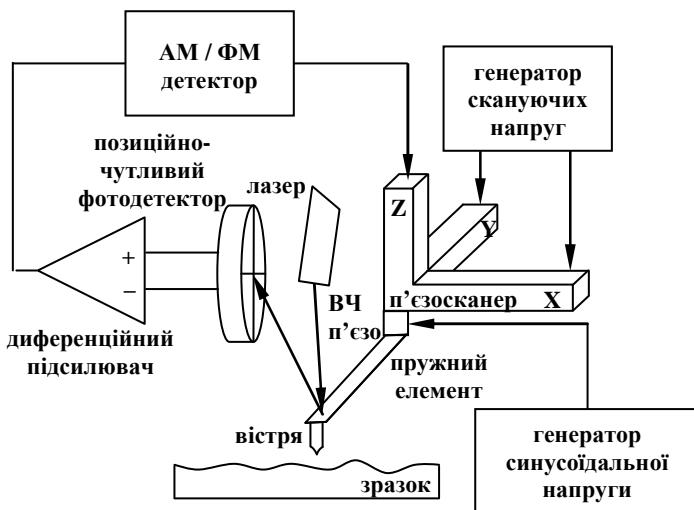 АМ / ФМ
детектор
генератор
скануючих
напруг
позиційно-
чутливий
фотодетектор
лазер
Z
Y
+
−
п’єзосканер
X
ВЧ
п’єзо
диференційний
підсилювач
пружний
елемент
вістря
генератор
синусоїдальної
напруги
зразок